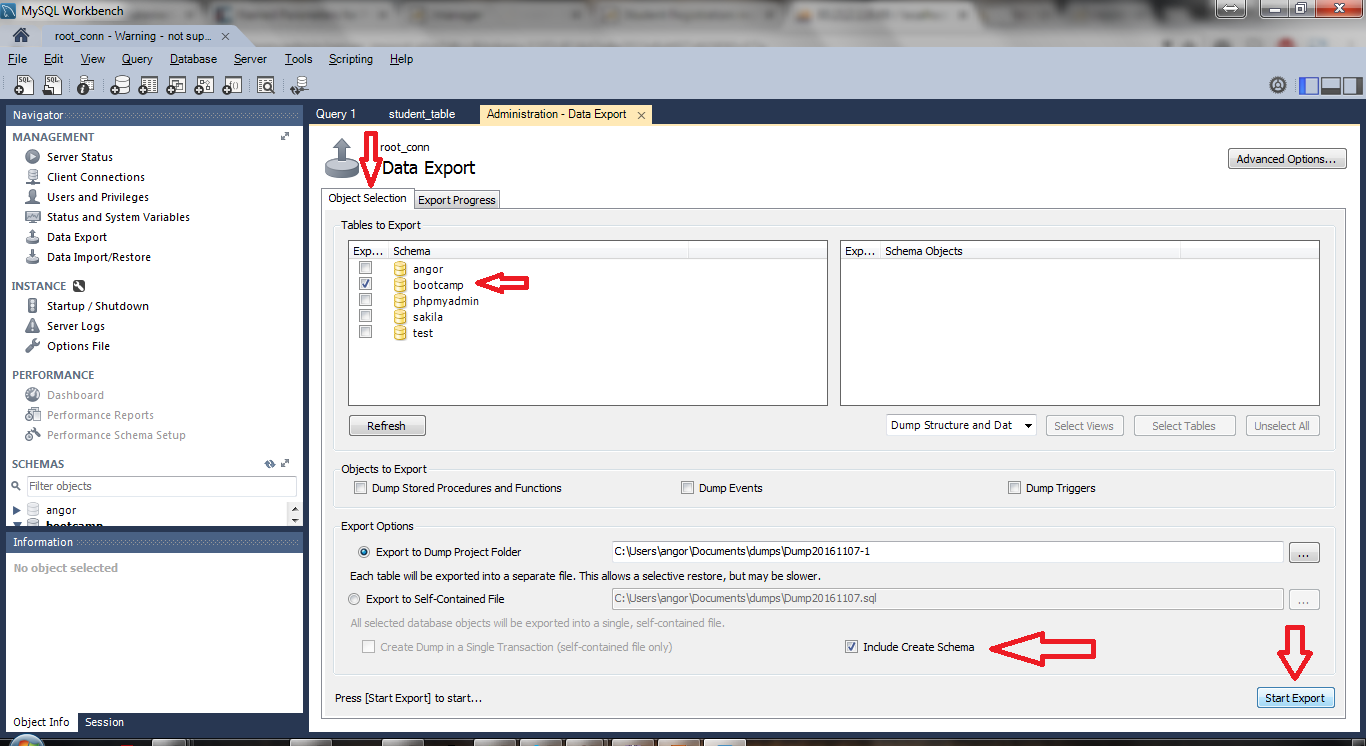 MySQL Workbench
root_conn - Warning - not sup...
File Edit View Query Database Server Tools Scripting Help
Navigator
MANAGEMENT
Server Status
Client Connections
Users and Privileges
Status and System Variables
Data Export
Data Import/Restore
INSTANCE
Startup / Shutdown
Server Logs
Options File
PERFORMANCE
Dashboard
Performance Reports
Performance Schema Setup
SCHEMAS
Filter objects
angor
bootcamp
Information
No object selected
Object Info Session
Query 1 student_table Administration - Data Export
root_conn
Data Export
Advanced Options...
Object Selection Export Progress
Tables to Export
Exp... Schema
angor
bootcamp
phpmyadmin
sakila
test
Exp... Schema Objects
Refresh
Dump Structure and Dat Select Views Select Tables Unselect All
Objects to Export
Dump Stored Procedures and Functions Dump Events Dump Triggers
Export Options
Export to Dump Project Folder C:\Users\angor\Documents\dumps\Dump20161107-1 ...
Each table will be exported into a separate file. This allows a selective restore, but may be slower.
Export to Self-Contained File C:\Users\angor\Documents\dumps\Dump20161107.sql ...
All selected database objects will be exported into a single, self-contained file.
Create Dump in a Single Transaction (self-contained file only) Include Create Schema
Press [Start Export] to start... Start Export